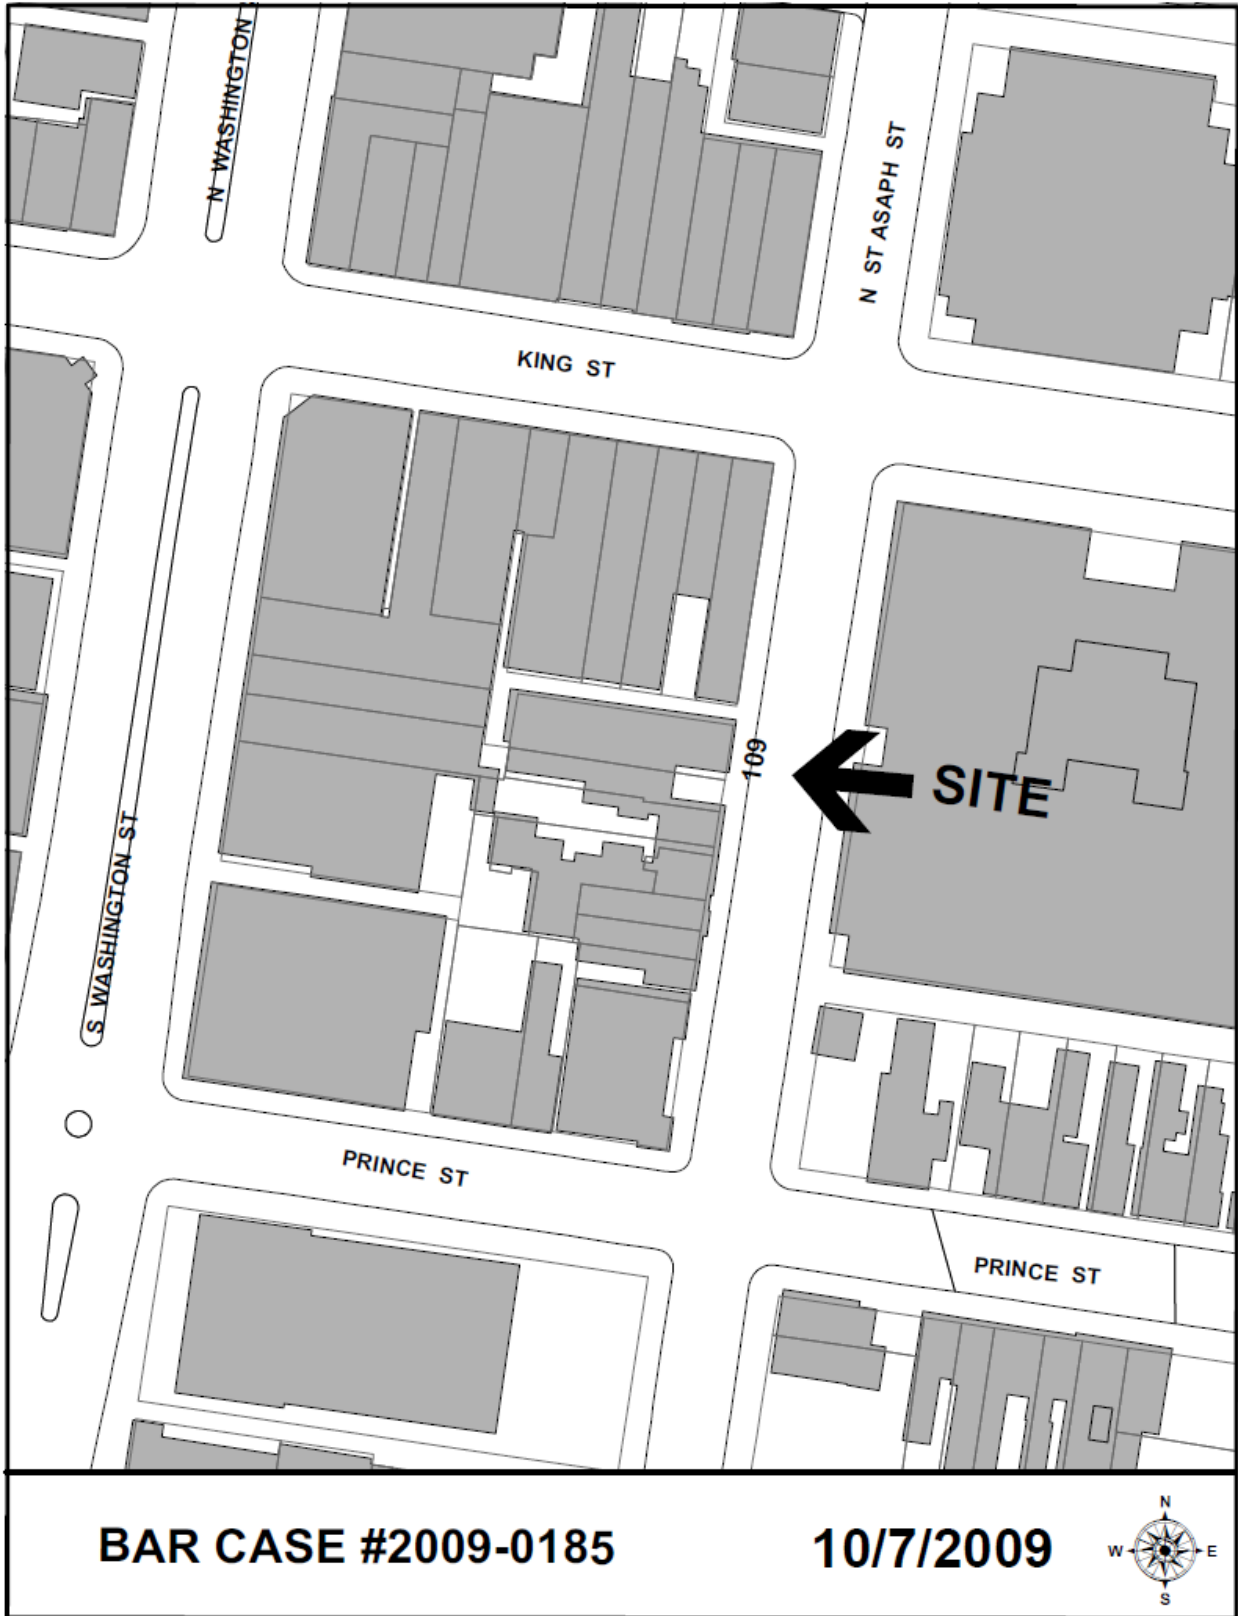 N WASHINGTON
N ST ASAPH ST
KING ST
109
SITE
S WASHINGTON ST
PRINCE ST
PRINCE ST
BAR CASE #2009-0185
10/7/2009
N
W E
S